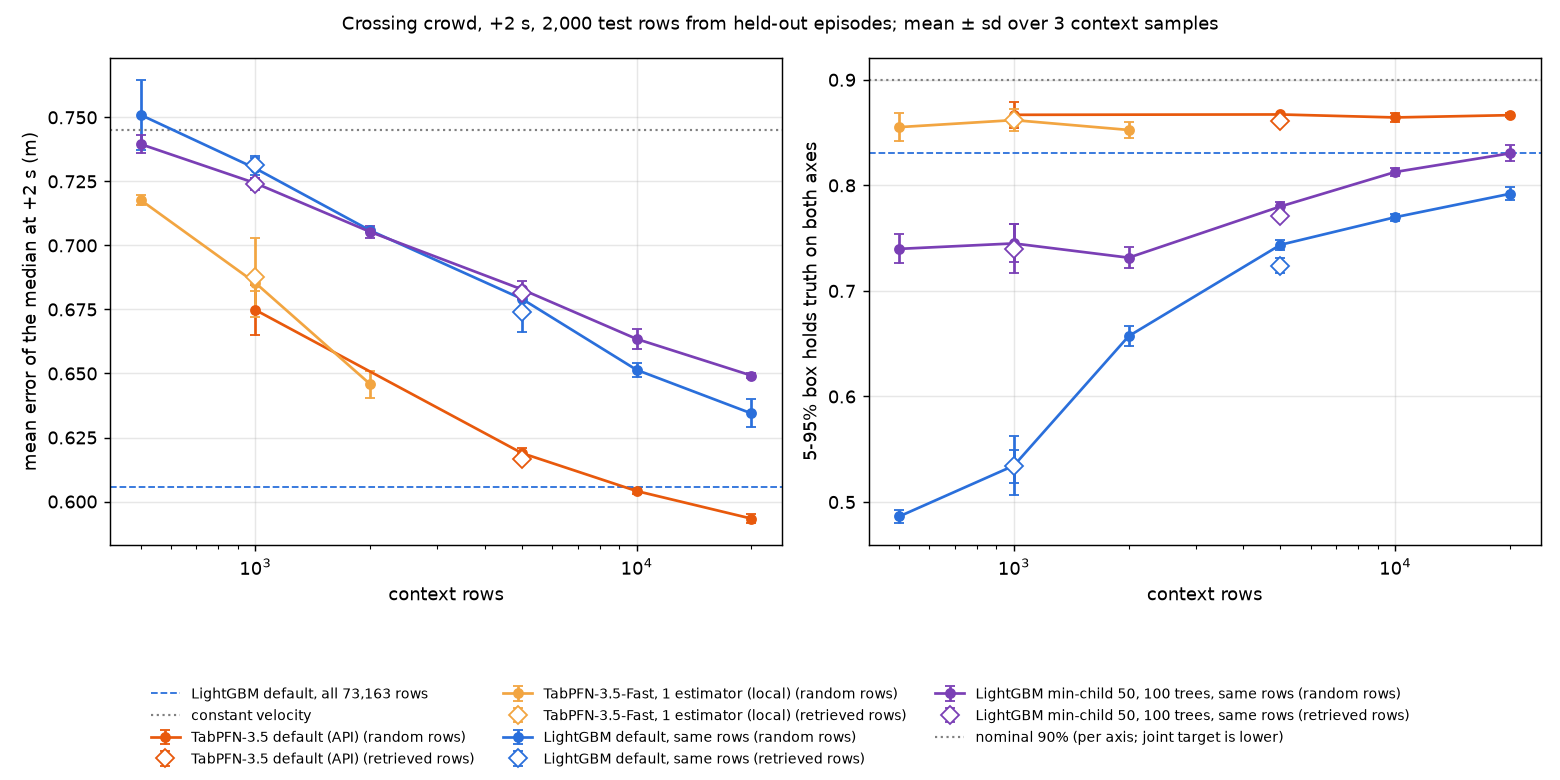 Crossing crowd, +2 s, 2,000 test rows from held-out episodes; mean ± sd over 3 context samples
mean error of the median at +2 s (m)
0.750
0.725
0.700
0.675
0.650
0.625
0.600
10³
10⁴
context rows
5-95% box holds truth on both axes
0.9
0.8
0.7
0.6
0.5
10³
10⁴
context rows
LightGBM default, all 73,163 rows
constant velocity
TabPFN-3.5 default (API) (random rows)
TabPFN-3.5 default (API) (retrieved rows)
TabPFN-3.5-Fast, 1 estimator (local) (random rows)
TabPFN-3.5-Fast, 1 estimator (local) (retrieved rows)
LightGBM default, same rows (random rows)
LightGBM default, same rows (retrieved rows)
LightGBM min-child 50, 100 trees, same rows (random rows)
LightGBM min-child 50, 100 trees, same rows (retrieved rows)
nominal 90% (per axis; joint target is lower)